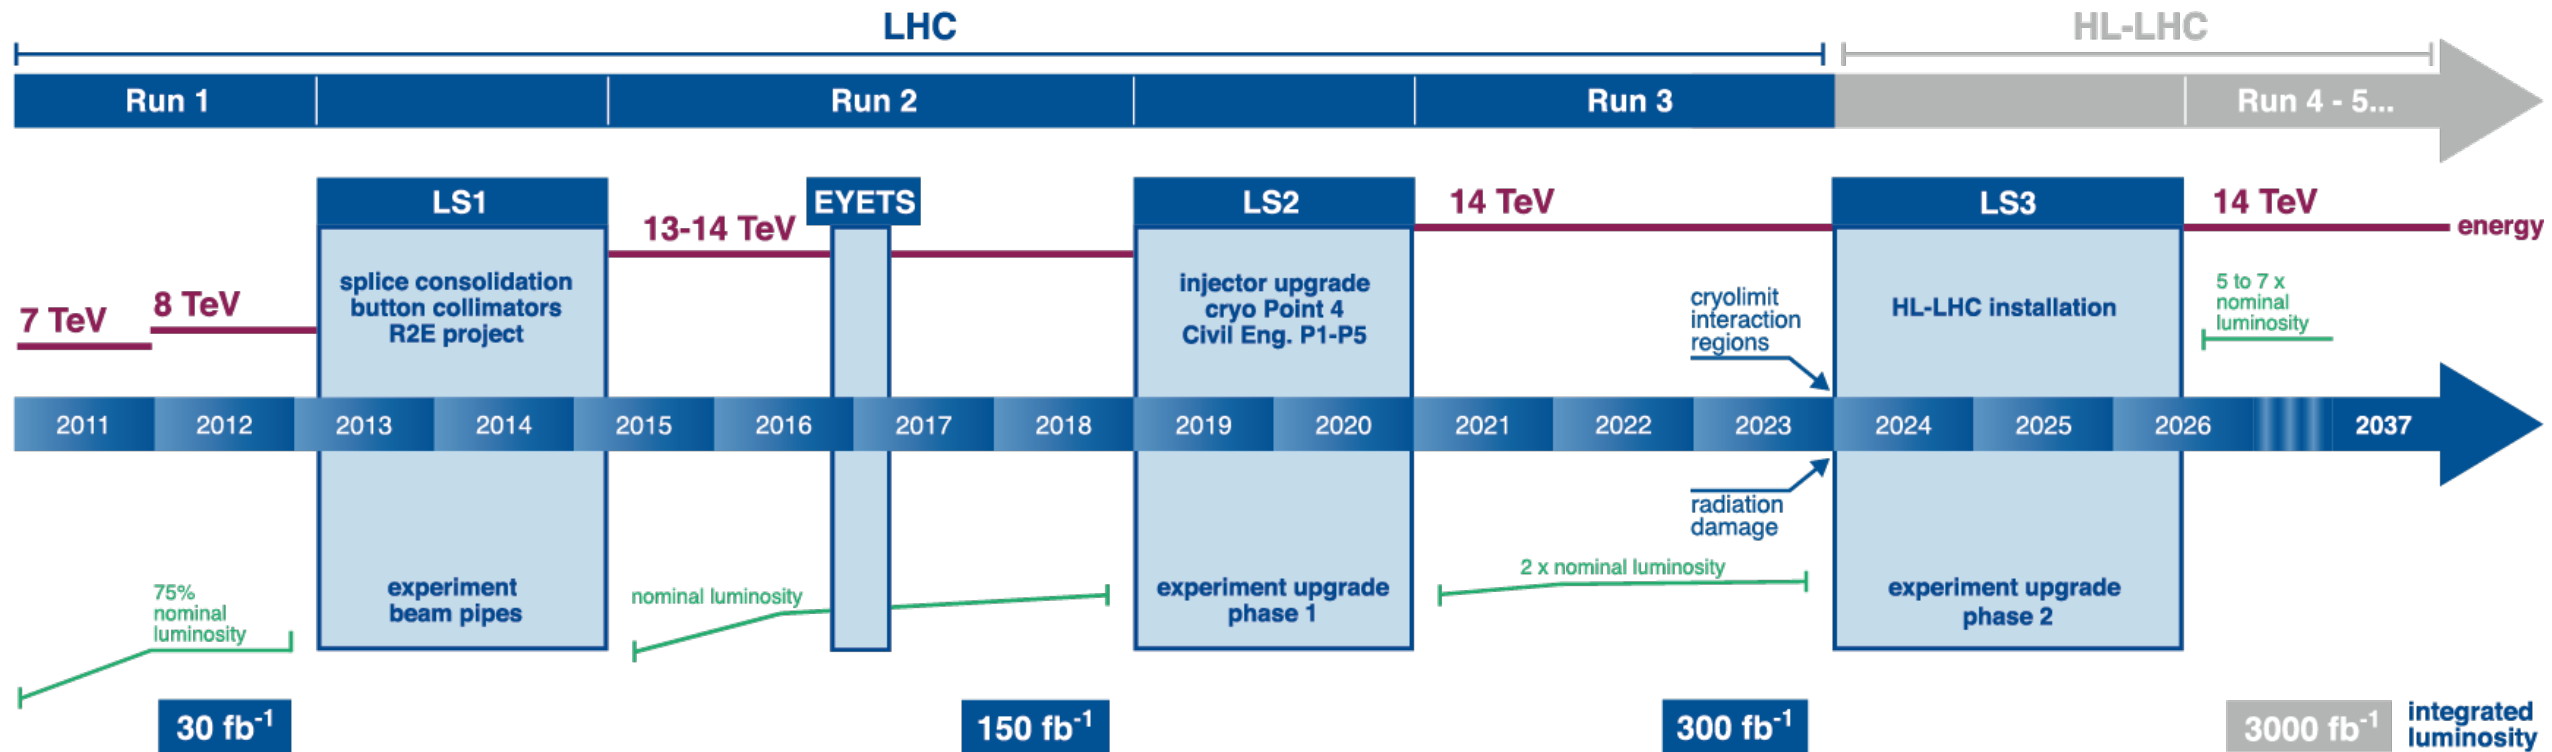 LHC
HL-LHC
Run 1
Run 2
Run 3
Run 4 - 5...
LS1
EYETS
LS2
14 TeV
LS3
14 TeV
13-14 TeV
energy
7 TeV
8 TeV
splice consolidation
button collimators
R2E project
injector upgrade
cryo Point 4
Civil Eng. P1-P5
cryolimit
interaction
regions
HL-LHC installation
5 to 7 x
nominal
luminosity
2011
2012
2013
2014
2015
2016
2017
2018
2019
2020
2021
2022
2023
2024
2025
2026
2037
radiation
damage
75%
nominal
luminosity
experiment
beam pipes
nominal luminosity
experiment upgrade
phase 1
2 x nominal luminosity
experiment upgrade
phase 2
30 fb⁻¹
150 fb⁻¹
300 fb⁻¹
3000 fb⁻¹
integrated
luminosity